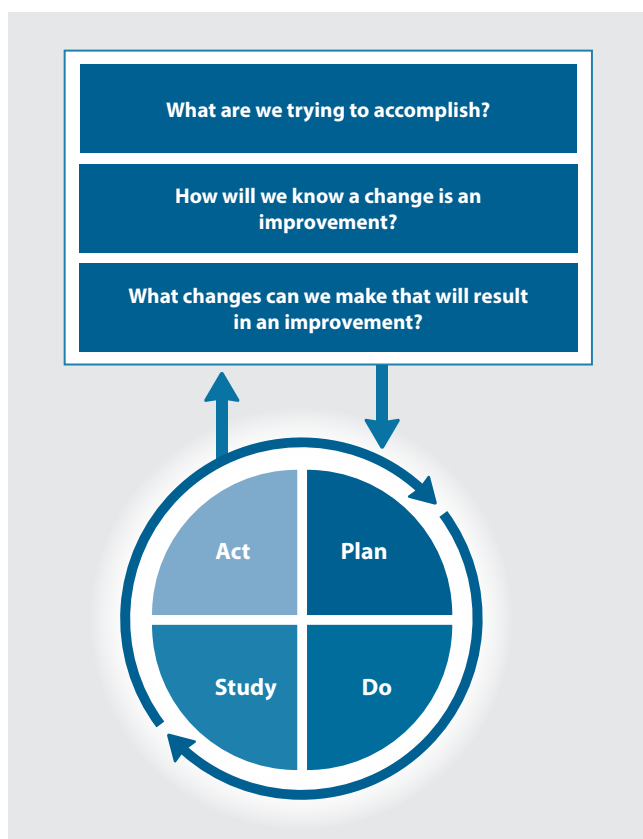 What are we trying to accomplish?
How will we know a change is an
improvement?
What changes can we make that will result
in an improvement?
Act
Plan
Study
Do